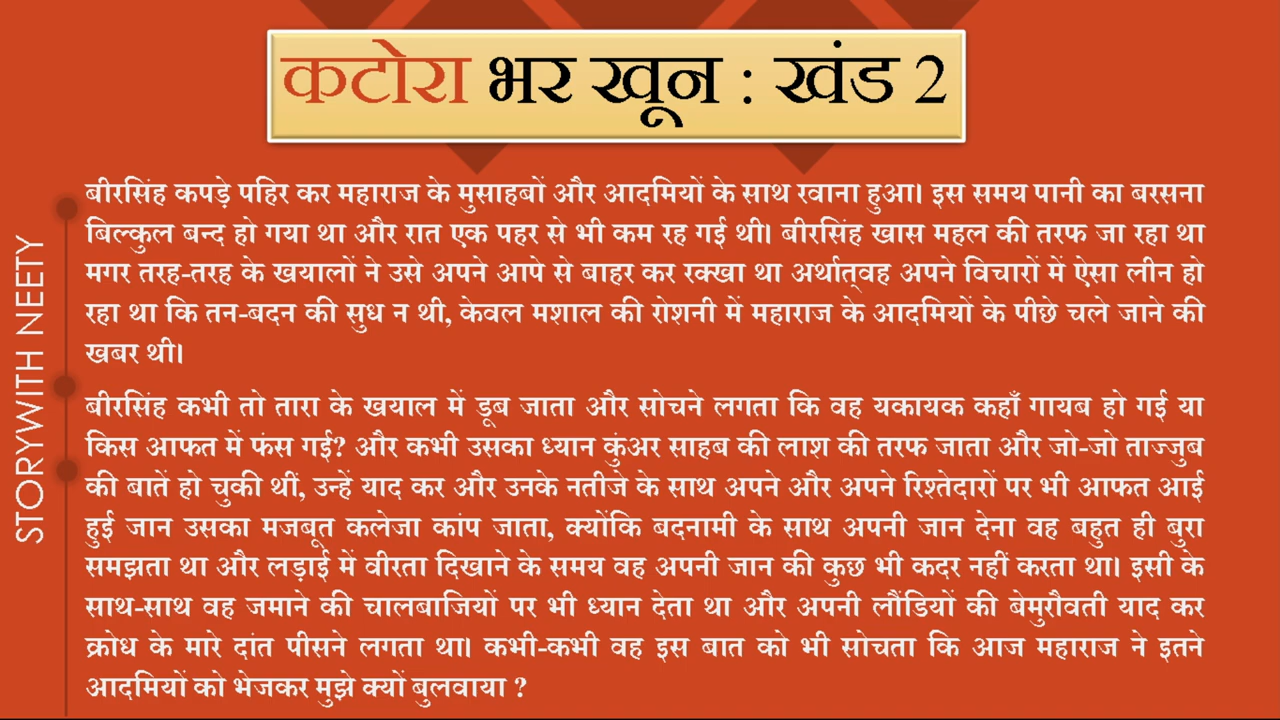 कटोरा भर खून : खंड 2
बीरसिंह कपड़े पहिर कर महाराज के मुसाहबों और आदमियों के साथ रवाना हुआ। इस समय पानी का बरसना
बिल्कुल बन्द हो गया था और रात एक पहर से भी कम रह गई थी। बीरसिंह खास महल की तरफ जा रहा था
मगर तरह-तरह के खयालों ने उसे अपने आपे से बाहर कर रक्खा था अर्थात्‌वह अपने विचारों में ऐसा लीन हो
रहा था कि तन-बदन की सुध न थी, केवल मशाल की रोशनी में महाराज के आदमियों के पीछे चले जाने की
खबर थी।
बीरसिंह कभी तो तारा के खयाल में डूब जाता और सोचने लगता कि वह यकायक कहाँ गायब हो गई या
किस आफत में फंस गई? और कभी उसका ध्यान कुंअर साहब की लाश की तरफ जाता और जो-जो ताज्जुब
की बातें हो चुकी थीं, उन्हें याद कर और उनके नतीजे के साथ अपने और अपने रिश्तेदारों पर भी आफत आई
हुई जान उसका मजबूत कलेजा कांप जाता, क्योंकि बदनामी के साथ अपनी जान देना वह बहुत ही बुरा
समझता था और लड़ाई में वीरता दिखाने के समय वह अपनी जान की कुछ भी कदर नहीं करता था। इसी के
साथ-साथ वह जमाने की चालबाजियों पर भी ध्यान देता था और अपनी लौंडियों की बेमुरौवती याद कर
क्रोध के मारे दांत पीसने लगता था। कभी-कभी वह इस बात को भी सोचता कि आज महाराज ने इतने
आदमियों को भेजकर मुझे क्यों बुलवाया ?
STORYWITH NEETY